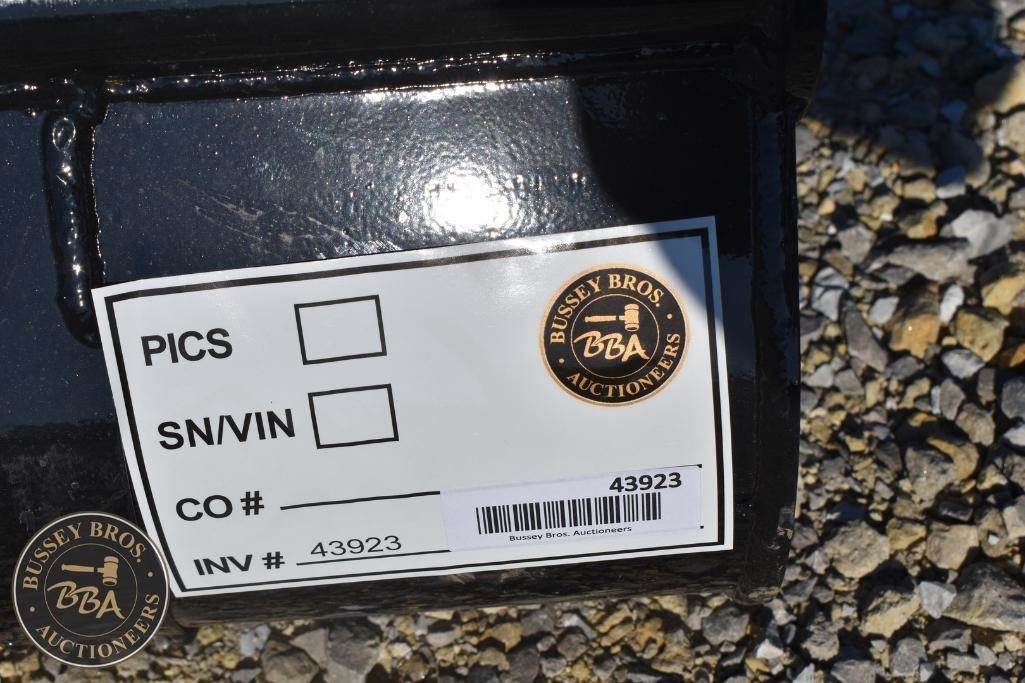 PICS
BUSSEY BROS.
BBA
AUCTIONEERS
SN/VIN
CO #
43923
Bussey Bros. Auctioneers
INV # 43923
BUSSEY BROS.
BBA
AUCTIONEERS